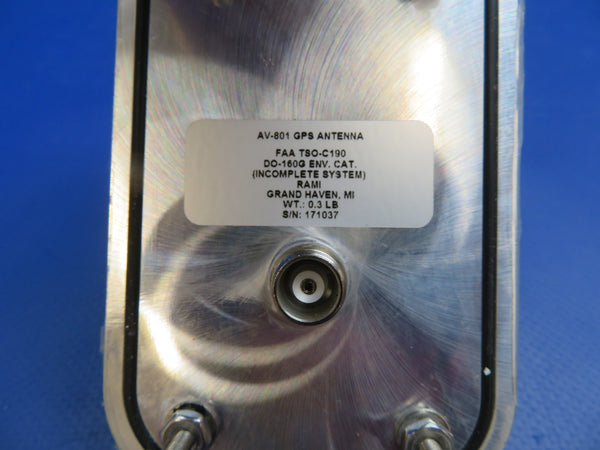 AV-801 GPS ANTENNA
FAA TSO-C190
DO-160G ENV. CAT.
(INCOMPLETE SYSTEM)
RAMI
GRAND HAVEN, MI
WT.: 0.3 LB
S/N: 171037